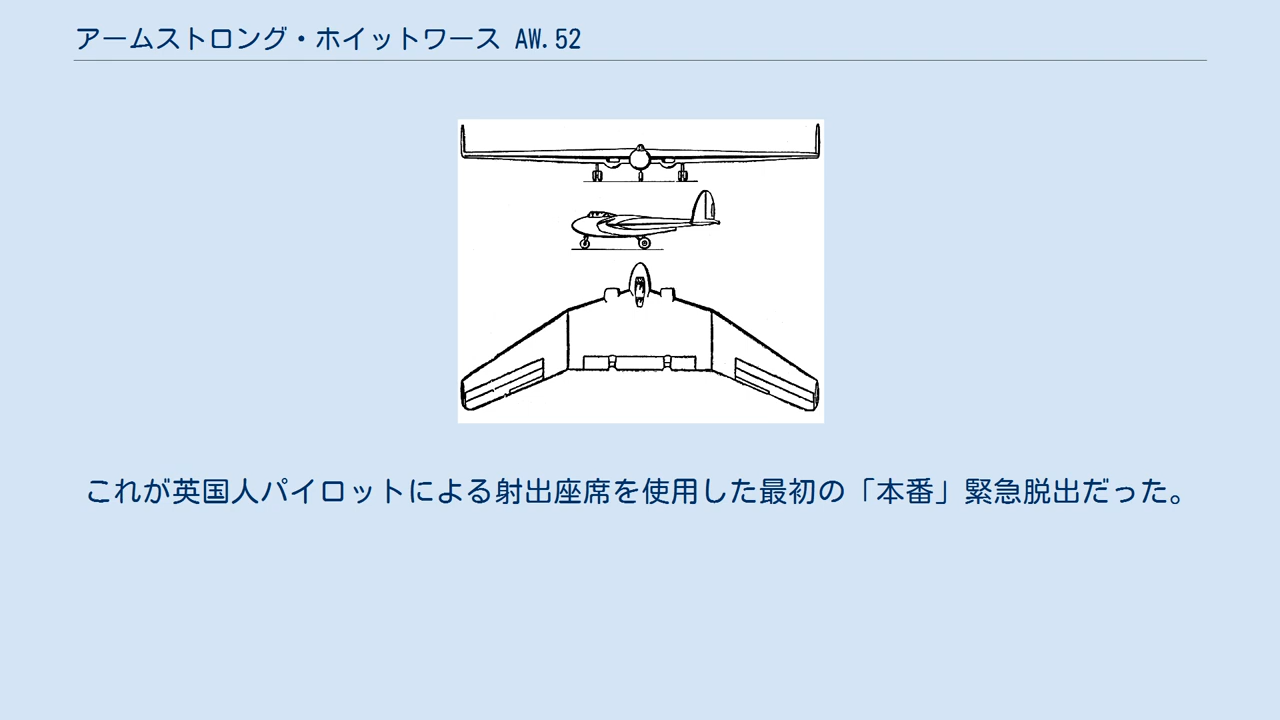 アームストロング・ホイットワース AW.52
これが英国人パイロットによる射出座席を使用した最初の「本番」緊急脱出だった。